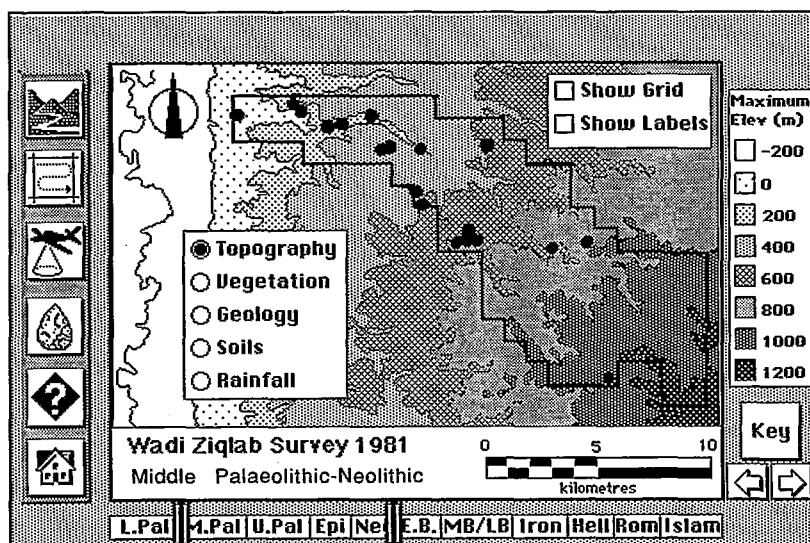 Show Grid
Show Labels
Maximum
Elev (m)
-200
0
200
400
600
800
1000
1200
Topography
Vegetation
Geology
Soils
Rainfall
?
Key
Wadi Ziqlab Survey 1981
Middle Palaeolithic-Neolithic
0 5 10
kilometres
L.Pal M.Pal U.Pal Epi Ne E.B. MB/LB Iron Hell Rom Islam